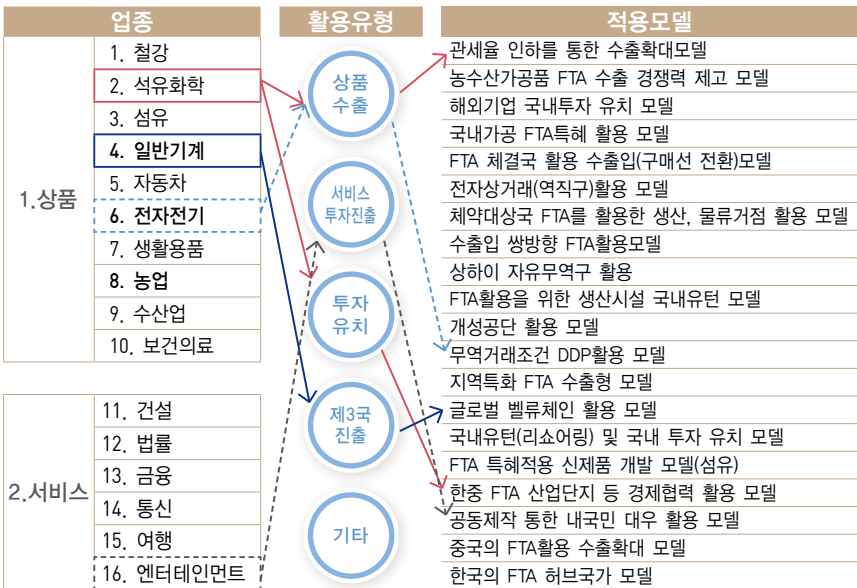 업종
1.상품
1. 철강
2. 석유화학
3. 섬유
4. 일반기계
5. 자동차
6. 전자전기
7. 생활용품
8. 농업
9. 수산업
10. 보건의료
2.서비스
11. 건설
12. 법률
13. 금융
14. 통신
15. 여행
16. 엔터테인먼트
활용유형
상품
수출
서비스
투자진출
투자
유치
제3국
진출
기타
적용모델
관세율 인하를 통한 수출확대모델
농수산가공품 FTA 수출 경쟁력 제고 모델
해외기업 국내투자 유치 모델
국내가공 FTA특혜 활용 모델
FTA 체결국 활용 수출입(구매선 전환)모델
전자상거래(역직구)활용 모델
체약대상국 FTA를 활용한 생산, 물류거점 활용 모델
수출입 쌍방향 FTA활용모델
상하이 자유무역구 활용
FTA활용을 위한 생산시설 국내유턴 모델
개성공단 활용 모델
무역거래조건 DDP활용 모델
지역특화 FTA 수출형 모델
글로벌 벨류체인 활용 모델
국내유턴(리쇼어링) 및 국내 투자 유치 모델
FTA 특혜적용 신제품 개발 모델(섬유)
한중 FTA 산업단지 등 경제협력 활용 모델
공동제작 통한 내국민 대우 활용 모델
중국의 FTA활용 수출확대 모델
한국의 FTA 허브국가 모델